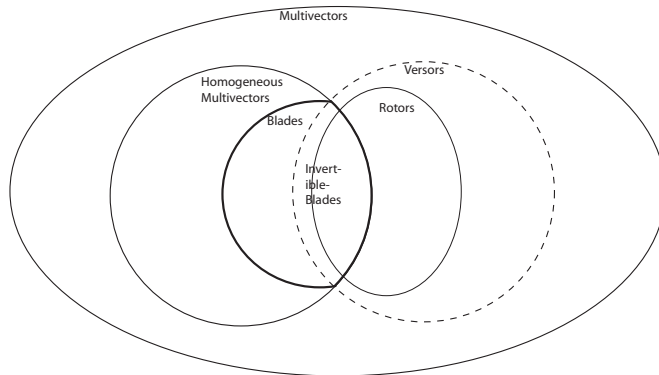 Multivectors
Versors
Homogeneous
Multivectors
Rotors
Blades
Invert-
ible-
Blades